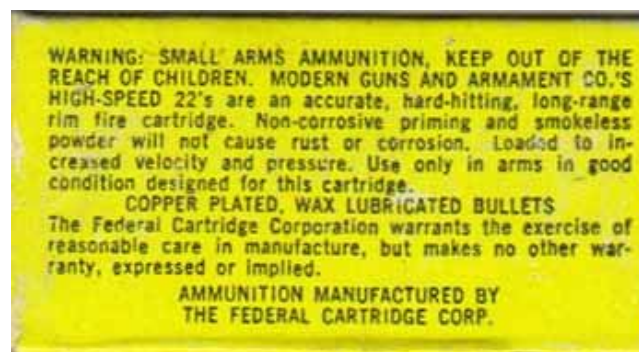 WARNING: SMALL ARMS AMMUNITION, KEEP OUT OF THE
REACH OF CHILDREN. MODERN GUNS AND ARMAMENT CO.'S
HIGH-SPEED 22's are an accurate, hard-hitting, long-range
rim fire cartridge. Non-corrosive priming and smokeless
powder will not cause rust or corrosion. Loaded to in-
creased velocity and pressure. Use only in arms in good
condition designed for this cartridge.
COPPER PLATED, WAX LUBRICATED BULLETS
The Federal Cartridge Corporation warrants the exercise of
reasonable care in manufacture, but makes no other war-
ranty, expressed or implied.
AMMUNITION MANUFACTURED BY
THE FEDERAL CARTRIDGE CORP.